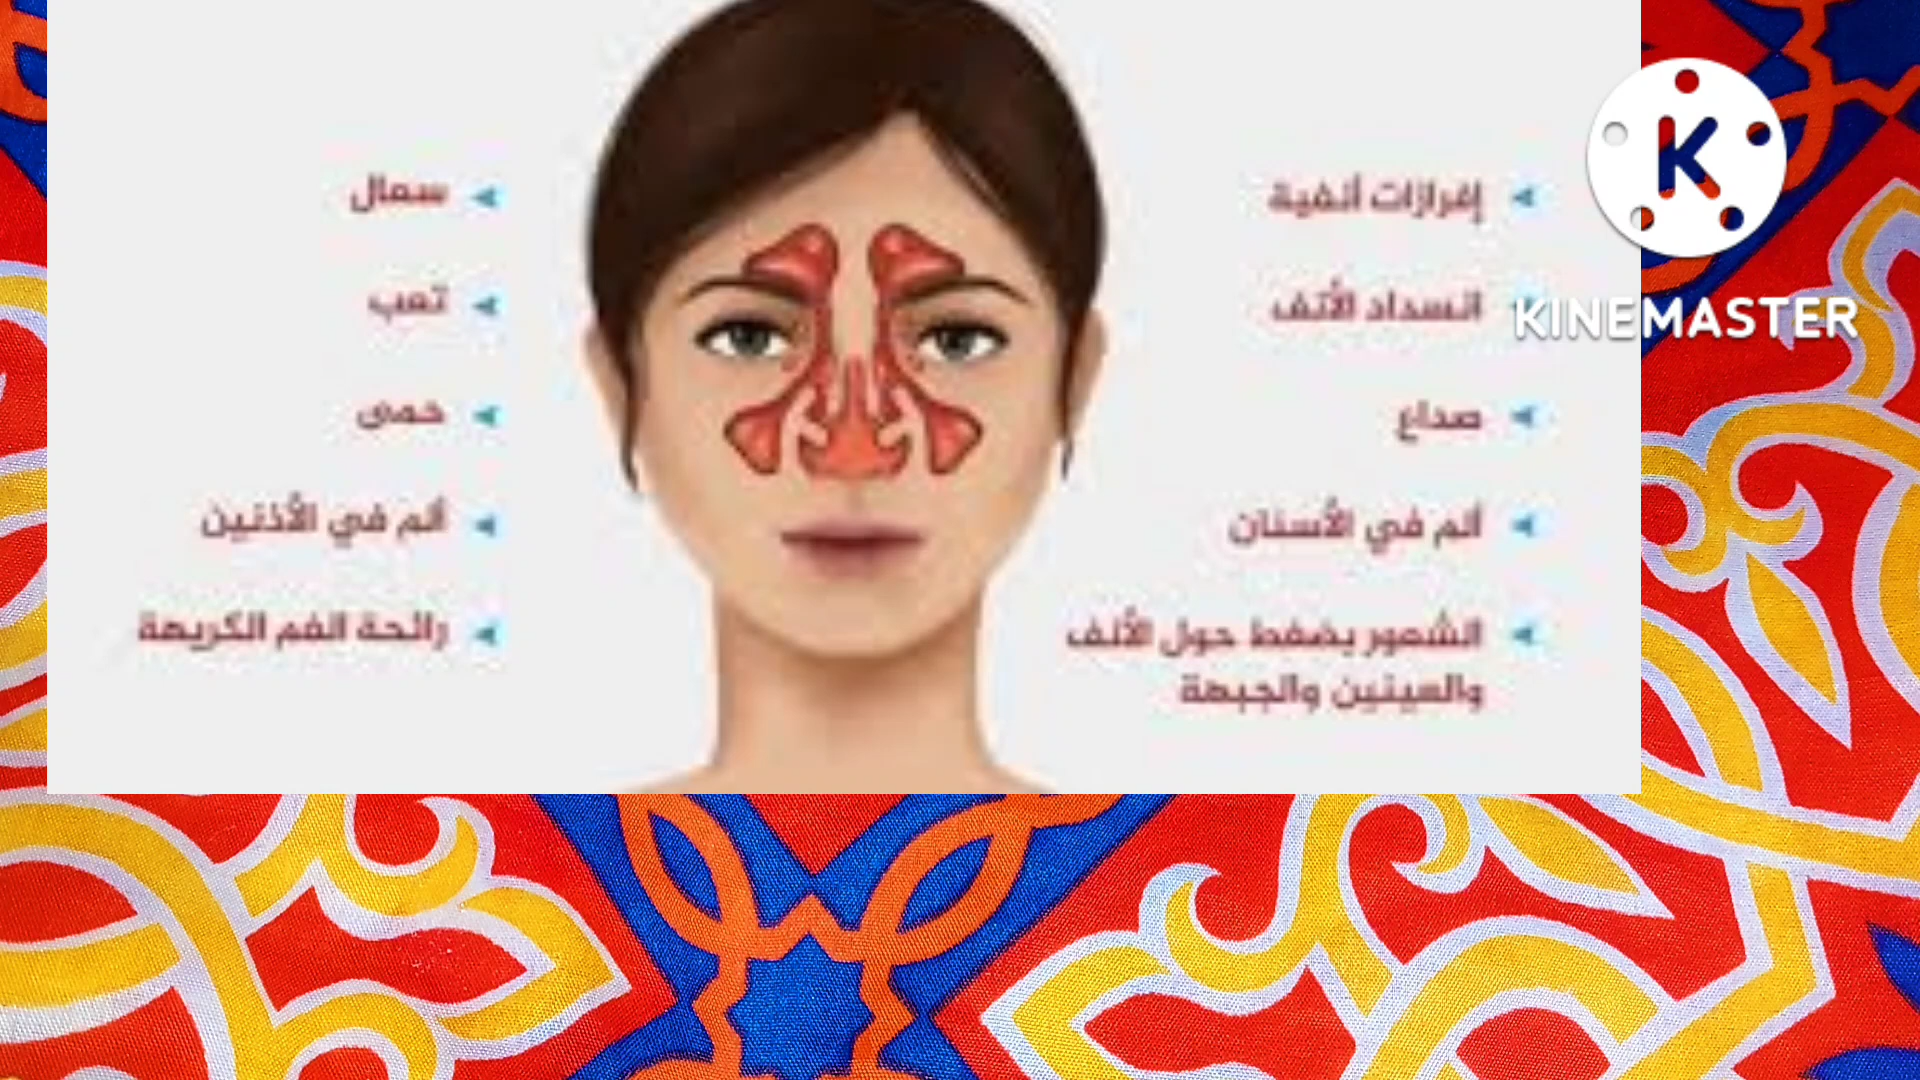 إفرازات أنفية
انسداد الأنف
صداع
ألم في الأسنان
الشعور بضغط حول الأنف
والعينين والجبهة
سعال
تعب
حمى
ألم في الأذنين
رائحة الفم الكريهة
K
KINEMASTER